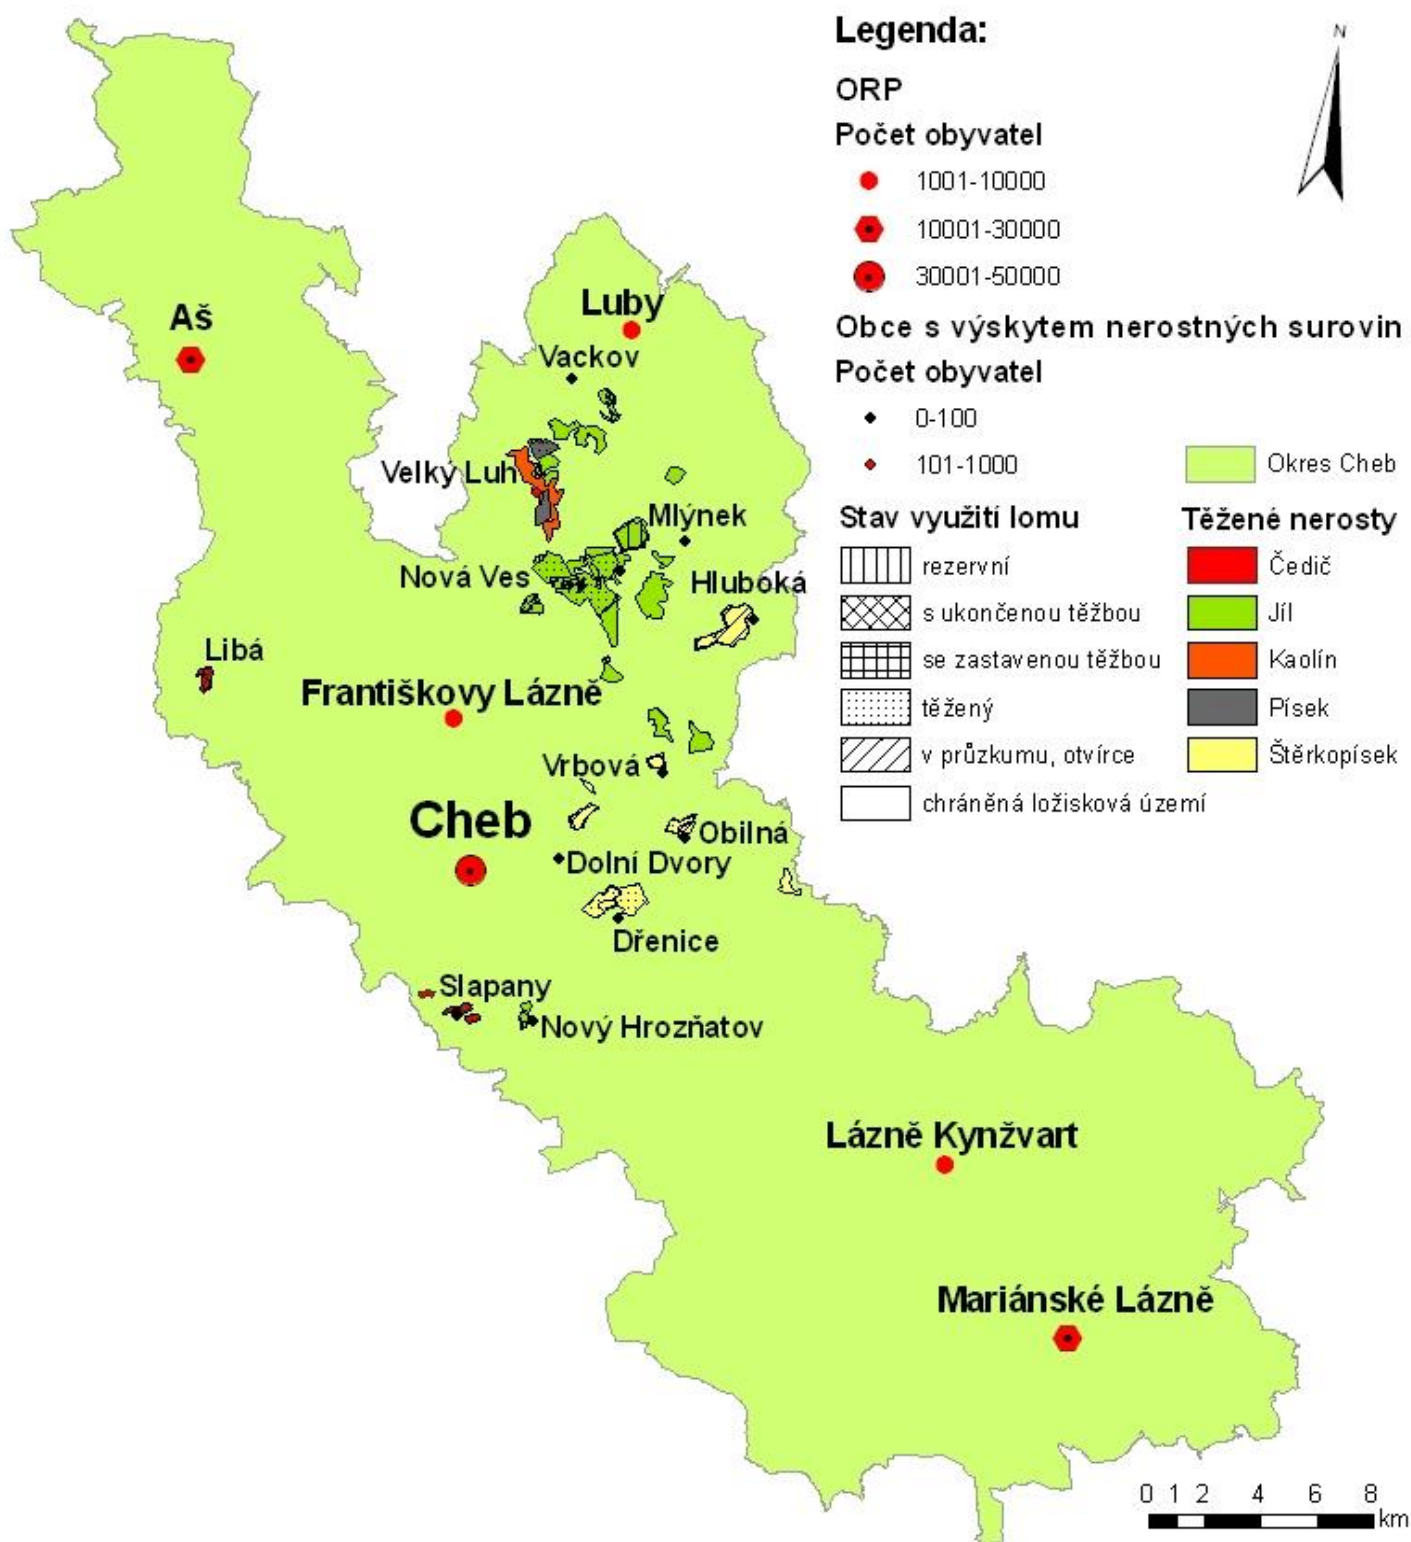 Legenda:
N
ORP
Počet obyvatel
1001-10000
10001-30000
30001-50000
Obce s výskytem nerostných surovin
Počet obyvatel
0-100
101-1000
Okres Cheb
Stav využití lomu
Těžené nerosty
rezervní
Čedič
s ukončenou těžbou
Jíl
se zastavenou těžbou
Kaolín
těžený
Písek
v průzkumu, otvírce
Štěrkopísek
chráněná ložisková území
Aš
Luby
Vackov
Velký Luh
Mlýnek
Nová Ves
Hluboká
Libá
Františkovy Lázně
Vrbová
Cheb
Obilná
Dolní Dvory
Dřenice
Slapany
Nový Hrozňatov
Lázně Kynžvart
Mariánské Lázně
0 1 2 4 6 8
km